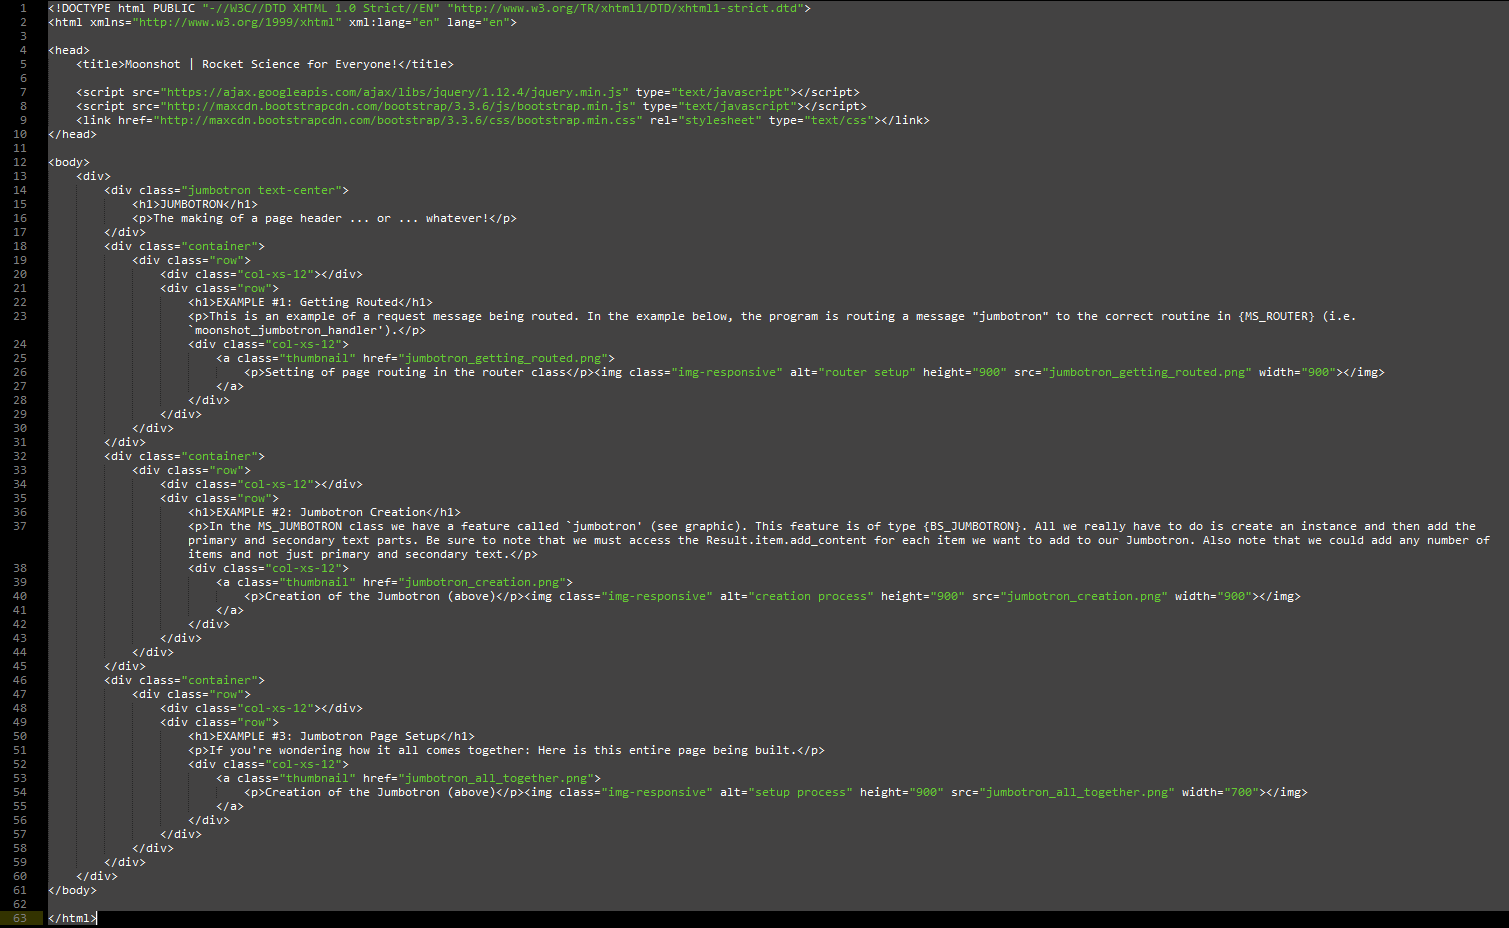 1 <!DOCTYPE html PUBLIC "-//W3C//DTD XHTML 1.0 Strict//EN" "http://www.w3.org/TR/xhtml1/DTD/xhtml1-strict.dtd">
2 <html xmlns="http://www.w3.org/1999/xhtml" xml:lang="en" lang="en">
3
4 <head>
5 <title>Moonshot | Rocket Science for Everyone!</title>
6
7 <script src="https://ajax.googleapis.com/ajax/libs/jquery/1.12.4/jquery.min.js" type="text/javascript"></script>
8 <script src="http://maxcdn.bootstrapcdn.com/bootstrap/3.3.6/js/bootstrap.min.js" type="text/javascript"></script>
9 <link href="http://maxcdn.bootstrapcdn.com/bootstrap/3.3.6/css/bootstrap.min.css" rel="stylesheet" type="text/css"></link>
10 </head>
11
12 <body>
13 <div>
14 <div class="jumbotron text-center">
15 <h1>JUMBOTRON</h1>
16 <p>The making of a page header ... or ... whatever!</p>
17 </div>
18 <div class="container">
19 <div class="row">
20 <div class="col-xs-12"></div>
21 <div class="row">
22 <h1>EXAMPLE #1: Getting Routed</h1>
23 <p>This is an example of a request message being routed. In the example below, the program is routing a message "jumbotron" to the correct routine in {MS_ROUTER} (i.e.
`moonshot_jumbotron_handler').</p>
24 <div class="col-xs-12">
25 <a class="thumbnail" href="jumbotron_getting_routed.png">
26 <p>Setting of page routing in the router class</p><img class="img-responsive" alt="router setup" height="900" src="jumbotron_getting_routed.png" width="900"></img>
27 </a>
28 </div>
29 </div>
30 </div>
31 </div>
32 <div class="container">
33 <div class="row">
34 <div class="col-xs-12"></div>
35 <div class="row">
36 <h1>EXAMPLE #2: Jumbotron Creation</h1>
37 <p>In the MS_JUMBOTRON class we have a feature called `jumbotron' (see graphic). This feature is of type {BS_JUMBOTRON}. All we really have to do is create an instance and then add the
primary and secondary text parts. Be sure to note that we must access the Result.item.add_content for each item we want to add to our Jumbotron. Also note that we could add any number of
items and not just primary and secondary text.</p>
38 <div class="col-xs-12">
39 <a class="thumbnail" href="jumbotron_creation.png">
40 <p>Creation of the Jumbotron (above)</p><img class="img-responsive" alt="creation process" height="900" src="jumbotron_creation.png" width="900"></img>
41 </a>
42 </div>
43 </div>
44 </div>
45 </div>
46 <div class="container">
47 <div class="row">
48 <div class="col-xs-12"></div>
49 <div class="row">
50 <h1>EXAMPLE #3: Jumbotron Page Setup</h1>
51 <p>If you're wondering how it all comes together: Here is this entire page being built.</p>
52 <div class="col-xs-12">
53 <a class="thumbnail" href="jumbotron_all_together.png">
54 <p>Creation of the Jumbotron (above)</p><img class="img-responsive" alt="setup process" height="900" src="jumbotron_all_together.png" width="700"></img>
55 </a>
56 </div>
57 </div>
58 </div>
59 </div>
60 </div>
61 </body>
62
63 </html>